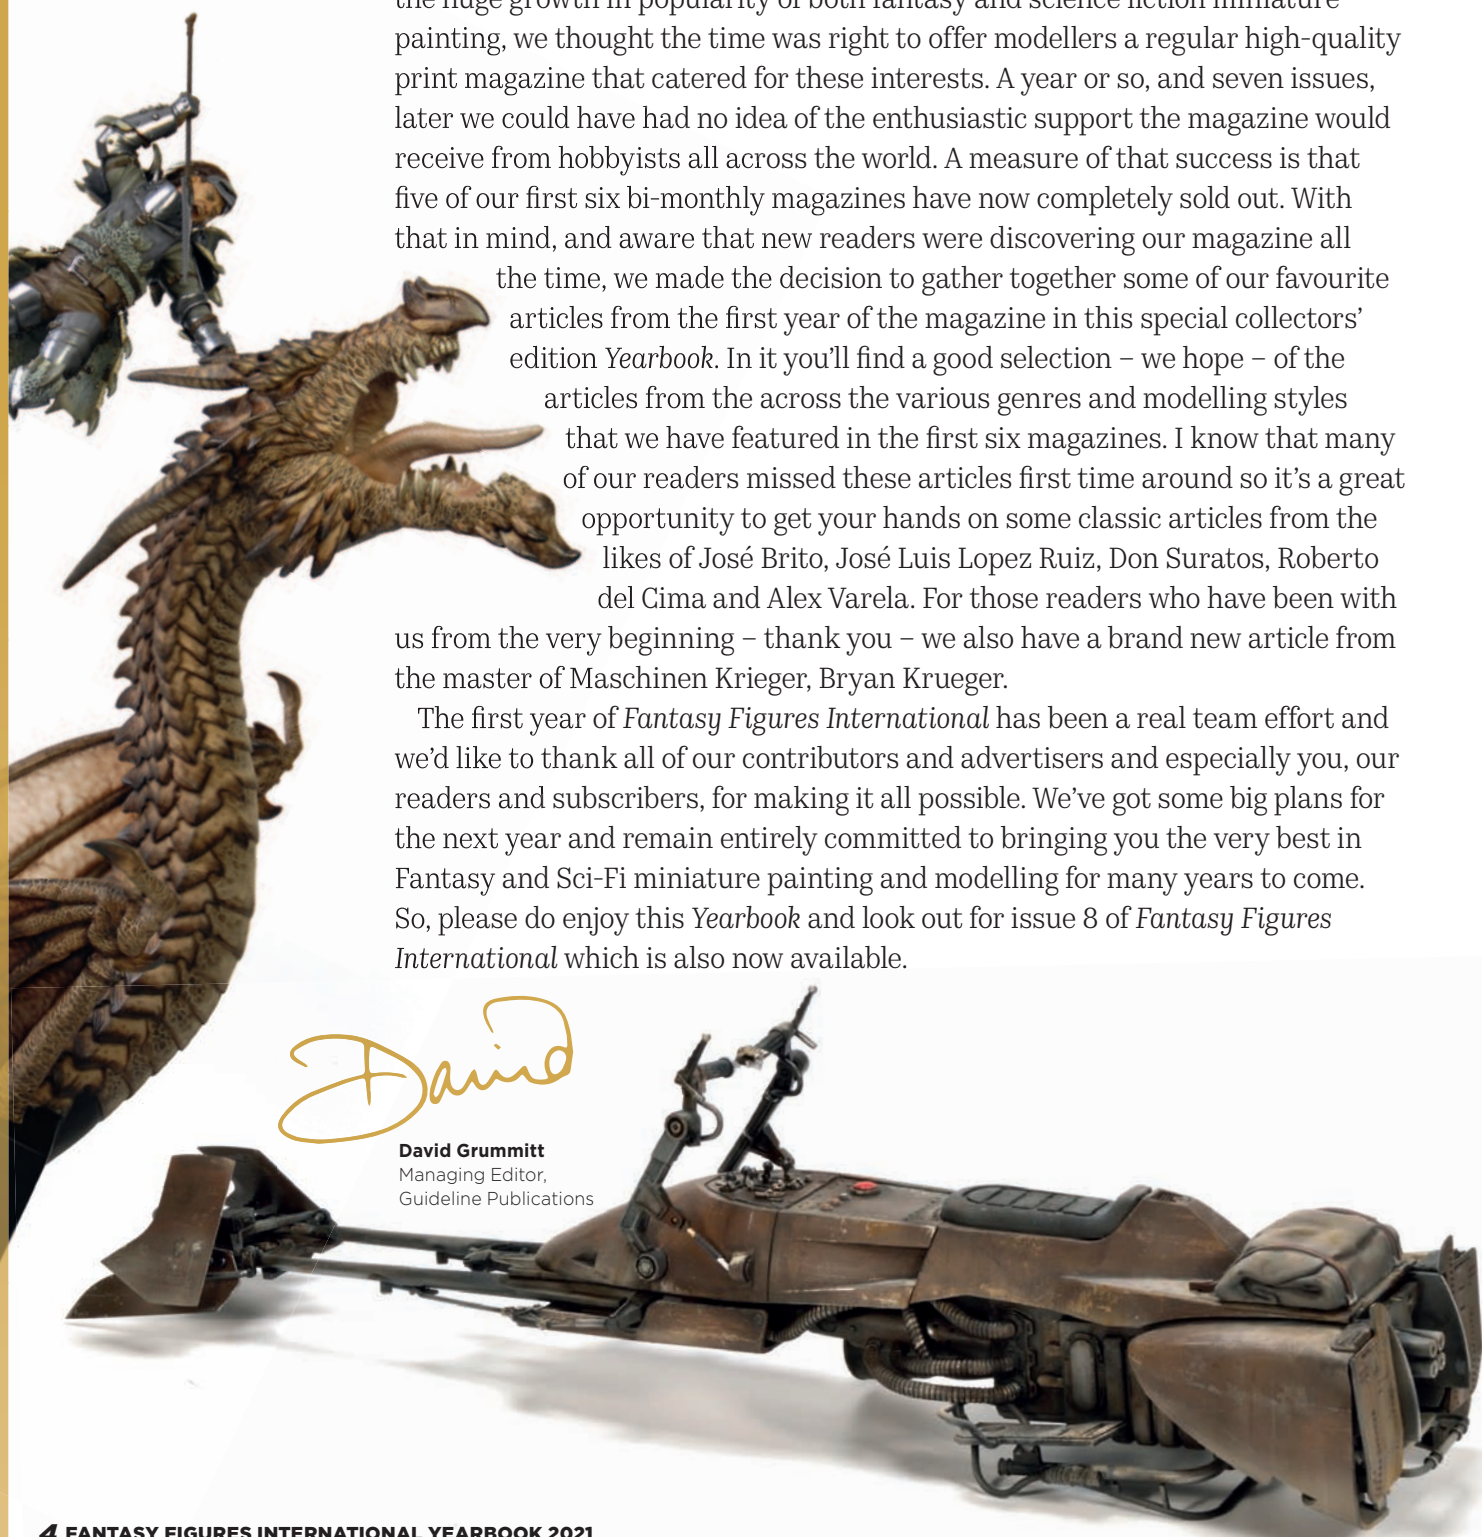 the huge growth in popularity of both fantasy and science fiction miniature
painting, we thought the time was right to offer modellers a regular high-quality
print magazine that catered for these interests. A year or so, and seven issues,
later we could have had no idea of the enthusiastic support the magazine would
receive from hobbyists all across the world. A measure of that success is that
five of our first six bi-monthly magazines have now completely sold out. With
that in mind, and aware that new readers were discovering our magazine all
the time, we made the decision to gather together some of our favourite
articles from the first year of the magazine in this special collectors’
edition Yearbook. In it you’ll find a good selection – we hope – of the
articles from the across the various genres and modelling styles
that we have featured in the first six magazines. I know that many
of our readers missed these articles first time around so it’s a great
opportunity to get your hands on some classic articles from the
likes of José Brito, José Luis Lopez Ruiz, Don Suratos, Roberto
del Cima and Alex Varela. For those readers who have been with
us from the very beginning – thank you – we also have a brand new article from
the master of Maschinen Krieger, Bryan Krueger.
The first year of Fantasy Figures International has been a real team effort and
we’d like to thank all of our contributors and advertisers and especially you, our
readers and subscribers, for making it all possible. We’ve got some big plans for
the next year and remain entirely committed to bringing you the very best in
Fantasy and Sci-Fi miniature painting and modelling for many years to come.
So, please do enjoy this Yearbook and look out for issue 8 of Fantasy Figures
International which is also now available.
David
David Grummitt
Managing Editor,
Guideline Publications
4 FANTASY FIGURES INTERNATIONAL YEARBOOK 2021